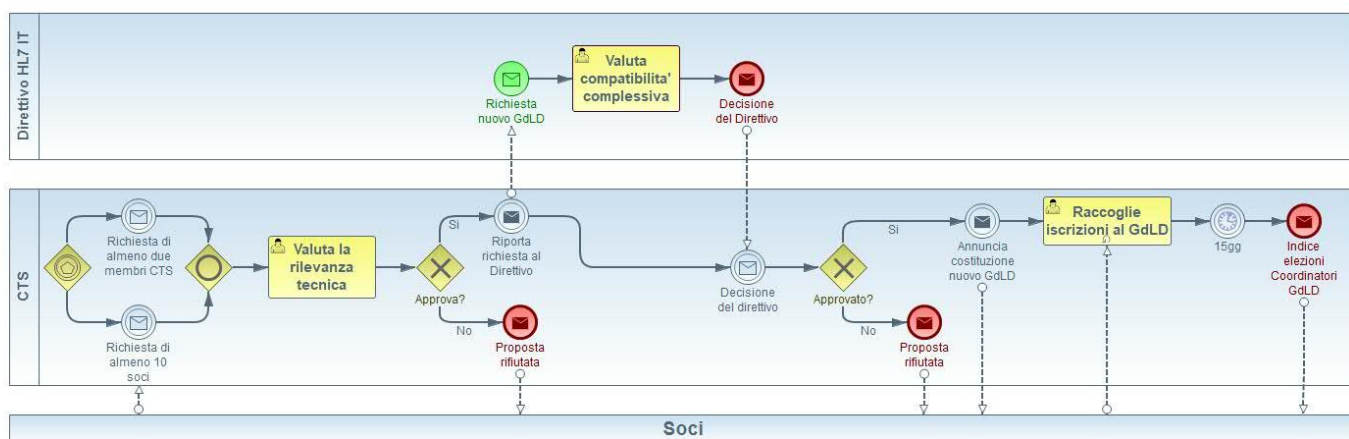 Direttivo HL7 IT
Richiesta
nuovo GdLD
Valuta
compatibilita'
complessiva
Decisione
del Direttivo
CTS
Richiesta di
almeno due
membri CTS
Richiesta di
almeno 10
soci
Valuta la
rilevanza
tecnica
Approva?
Si
No
Riporta
richiesta al
Direttivo
Proposta
rifiutata
Decisione
del direttivo
Approvato?
Si
No
Proposta
rifiutata
Annuncia
costituzione
nuovo GdLD
Raccoglie
iscrizioni al GdLD
15gg
Indice
elezioni
Coordinatori
GdLD
Soci